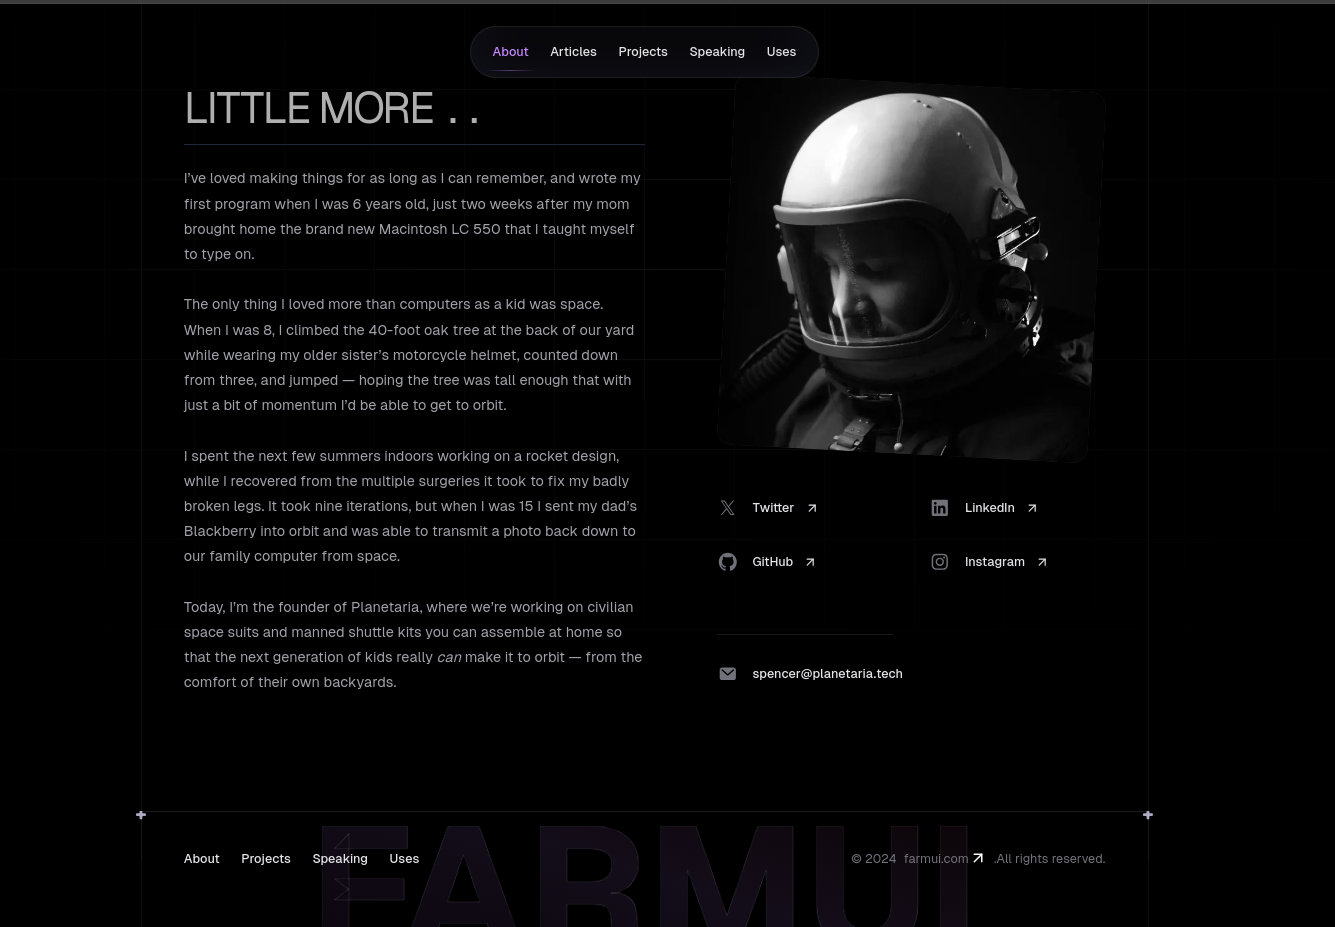 About Articles Projects Speaking Uses
LITTLE MORE . .
I’ve loved making things for as long as I can remember, and wrote my
first program when I was 6 years old, just two weeks after my mom
brought home the brand new Macintosh LC 550 that I taught myself
to type on.
The only thing I loved more than computers as a kid was space.
When I was 8, I climbed the 40-foot oak tree at the back of our yard
while wearing my older sister’s motorcycle helmet, counted down
from three, and jumped — hoping the tree was tall enough that with
just a bit of momentum I’d be able to get to orbit.
I spent the next few summers indoors working on a rocket design,
while I recovered from the multiple surgeries it took to fix my badly
broken legs. It took nine iterations, but when I was 15 I sent my dad’s
Blackberry into orbit and was able to transmit a photo back down to
our family computer from space.
Today, I’m the founder of Planetaria, where we’re working on civilian
space suits and manned shuttle kits you can assemble at home so
that the next generation of kids really can make it to orbit — from the
comfort of their own backyards.
Twitter
LinkedIn
GitHub
Instagram
spencer@planetaria.tech
About Projects Speaking Uses
© 2024 farmui.com .All rights reserved.
FARMUI